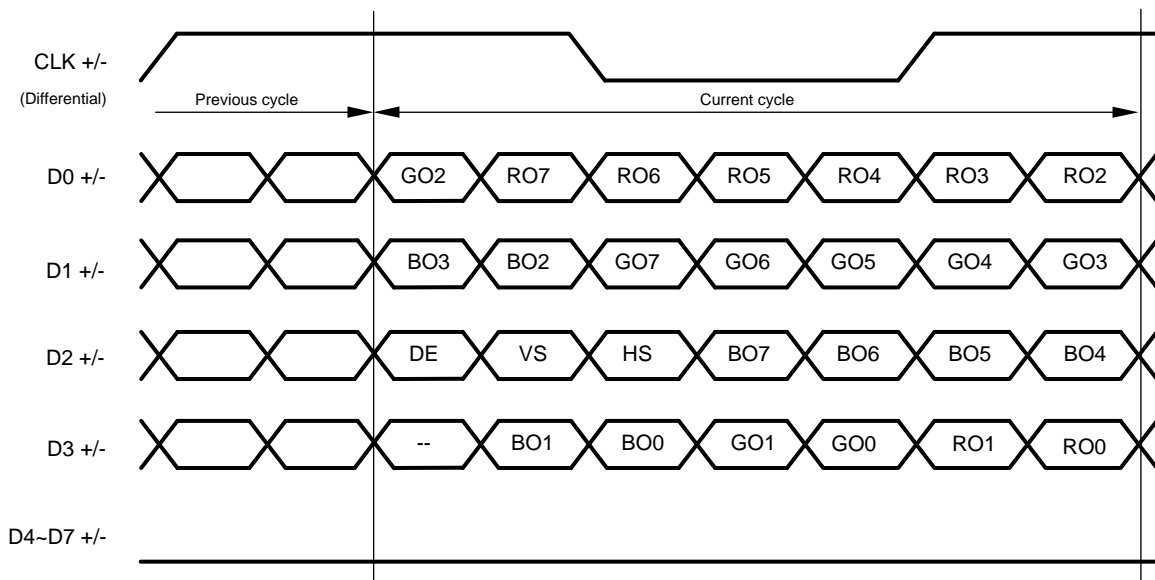 CLK +/-
(Differential)
Previous cycle
Current cycle
D0 +/-
GO2 RO7 RO6 RO5 RO4 RO3 RO2
D1 +/-
BO3 BO2 GO7 GO6 GO5 GO4 GO3
D2 +/-
DE VS HS BO7 BO6 BO5 BO4
D3 +/-
-- BO1 BO0 GO1 GO0 RO1 RO0
D4~D7 +/-